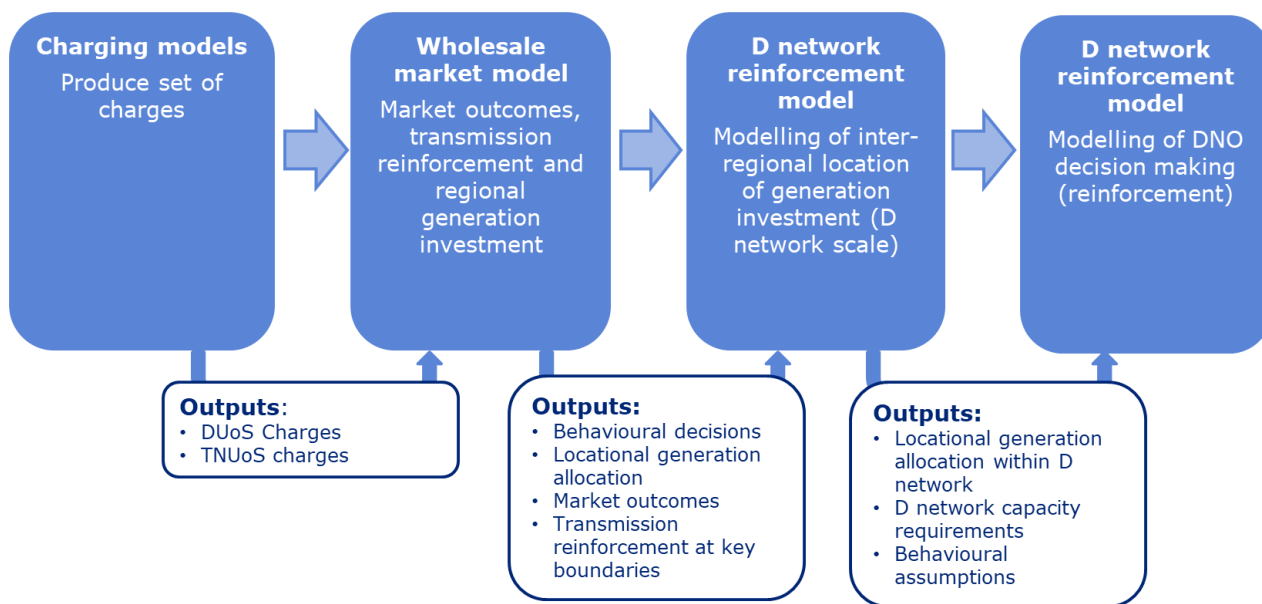 Charging models
Produce set of
charges
Wholesale
market model
Market outcomes,
transmission
reinforcement and
regional
generation
investment
D network
reinforcement
model
Modelling of inter-
regional location
of generation
investment (D
network scale)
D network
reinforcement
model
Modelling of DNO
decision making
(reinforcement)
Outputs:
• DUoS Charges
• TNUoS charges
Outputs:
• Behavioural decisions
• Locational generation
allocation
• Market outcomes
• Transmission
reinforcement at key
boundaries
Outputs:
• Locational generation
allocation within D
network
• D network capacity
requirements
• Behavioural
assumptions